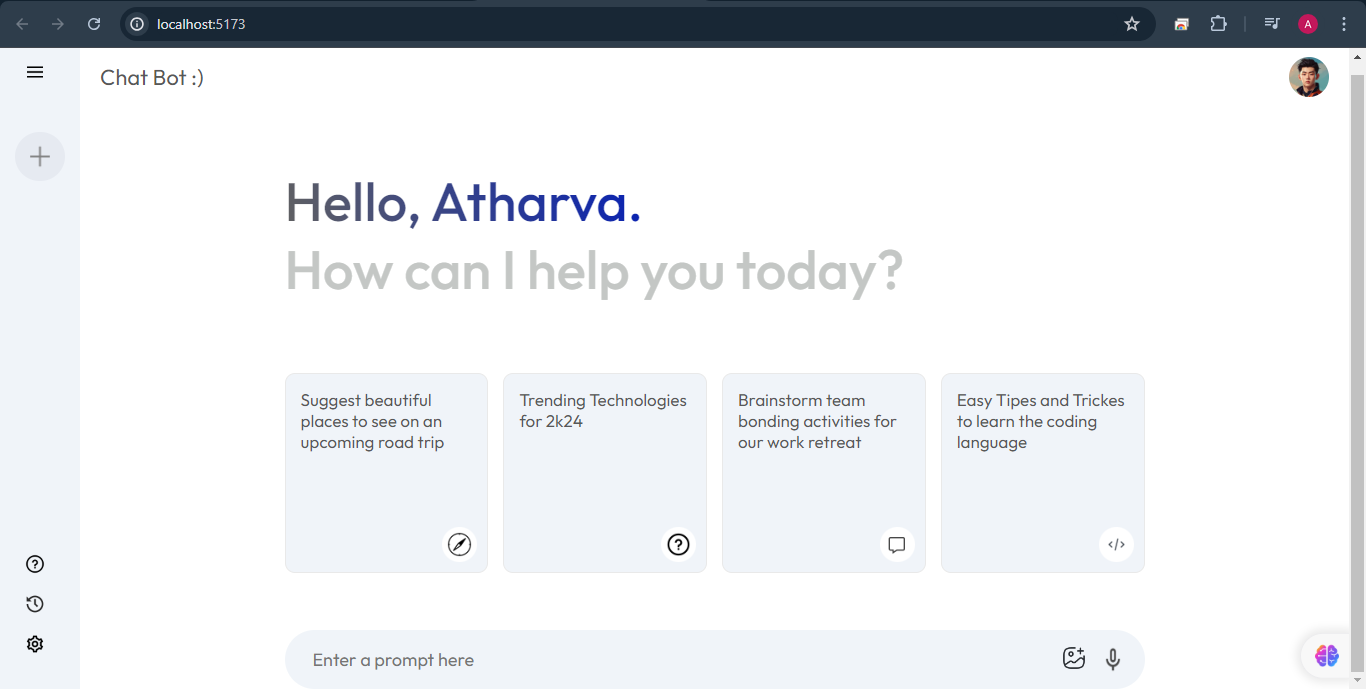 localhost:5173
A
Chat Bot :)
Hello, Atharva.
How can I help you today?
Suggest beautiful
places to see on an
upcoming road trip
Trending Technologies
for 2k24
Brainstorm team
bonding activities for
our work retreat
Easy Tipes and Trickes
to learn the coding
language
Enter a prompt here